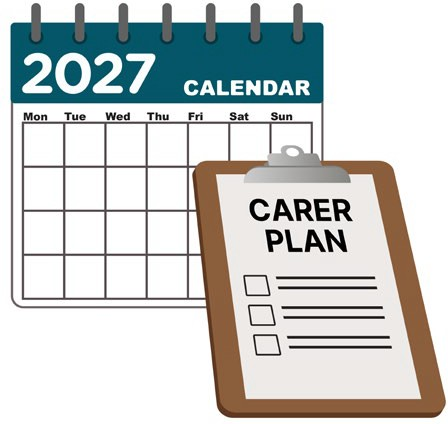 2027
CALENDAR
Mon Tue Wed Thu Fri Sat Sun
CARER
PLAN